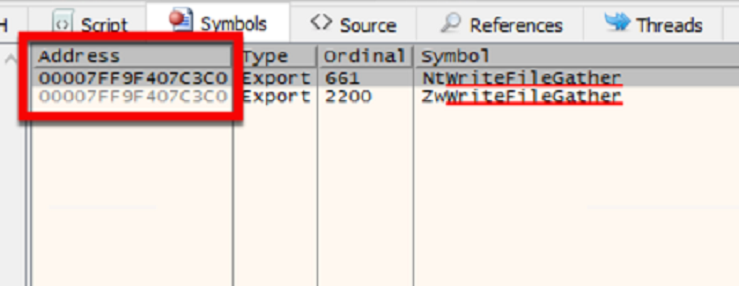 H Script Symbols Source References Threads
Address Type Ordinal Symbol
00007FF9F407C3C0 Export 661 NtWriteFileGather
00007FF9F407C3C0 Export 2200 ZwWriteFileGather